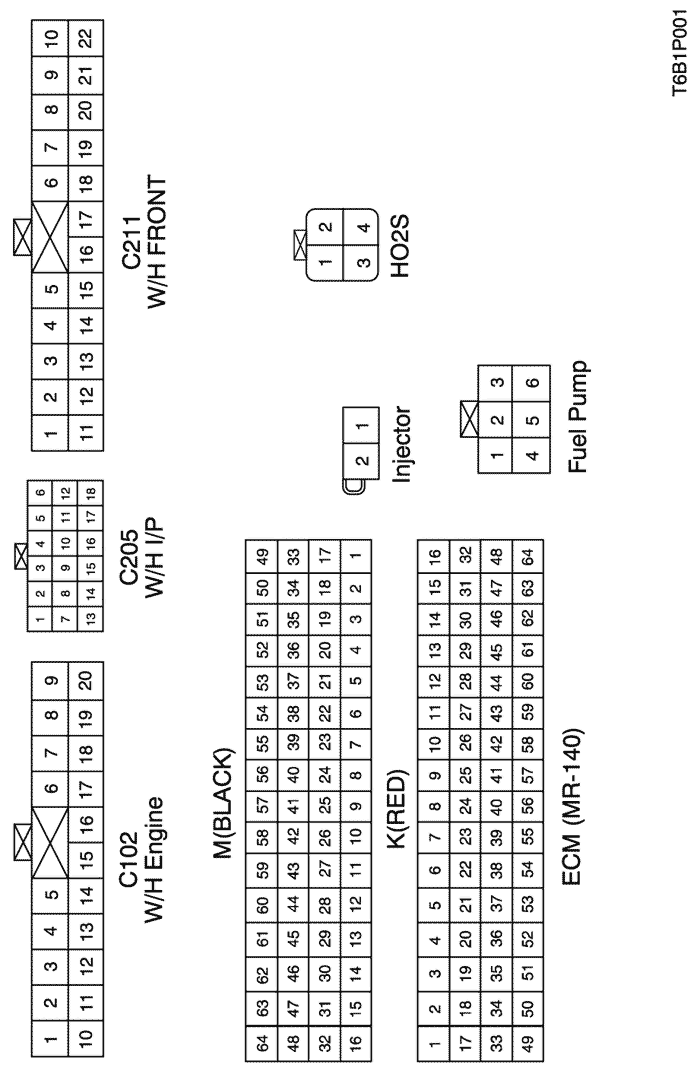 1 2 3 4 5 6 7 8 9
10 11 12 13 14 15 16 17 18 19 20
C102
W/H Engine
1 2 3 4 5 6
7 8 9 10 11 12
13 14 15 16 17 18
C205
W/H I/P
1 2 3 4 5 6 7 8 9 10
11 12 13 14 15 16 17 18 19 20 21 22
C211
W/H FRONT
M(BLACK)
64 63 62 61 60 59 58 57 56 55 54 53 52 51 50 49
48 47 46 45 44 43 42 41 40 39 38 37 36 35 34 33
32 31 30 29 28 27 26 25 24 23 22 21 20 19 18 17
16 15 14 13 12 11 10 9 8 7 6 5 4 3 2 1
K(RED)
1 2 3 4 5 6 7 8 9 10 11 12 13 14 15 16
17 18 19 20 21 22 23 24 25 26 27 28 29 30 31 32
33 34 35 36 37 38 39 40 41 42 43 44 45 46 47 48
49 50 51 52 53 54 55 56 57 58 59 60 61 62 63 64
ECM (MR-140)
2 1
Injector
1 2
3 4
HO2S
1 2 3
4 5 6
Fuel Pump
T6B1P001